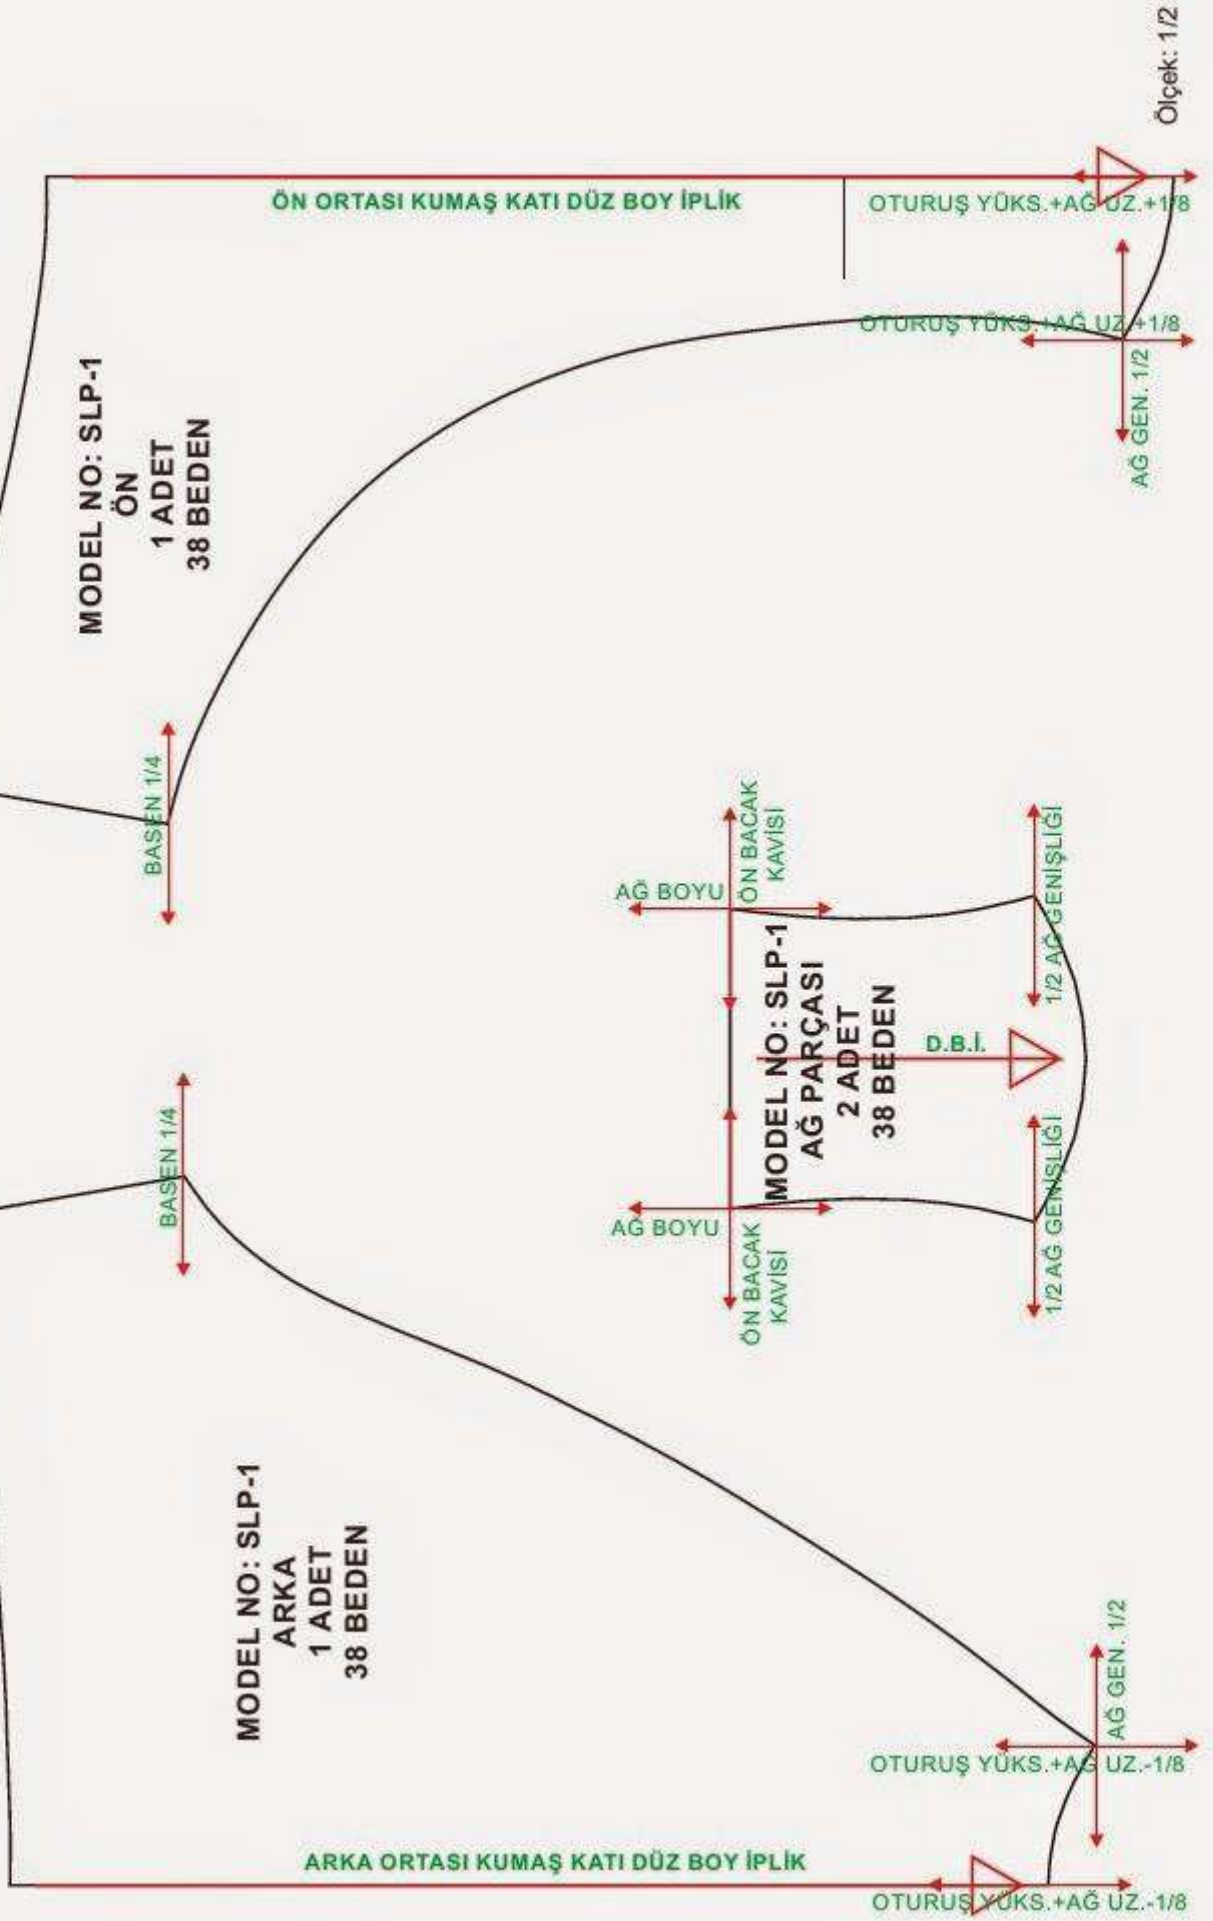 Ölçek: 1/2
ÖN ORTASI KUMAŞ KATI DÜZ BOY İPLİK
OTURUŞ YÜKS.+AĞ UZ.+1/8
OTURUŞ YÜKS.+AĞ UZ.+1/8
AĞ GEN. 1/2
MODEL NO: SLP-1
ÖN
1 ADET
38 BEDEN
BASEN 1/4
AĞ BOYU
ÖN BACAK
KAVİSİ
1/2 AĞ GENİŞLİĞİ
MODEL NO: SLP-1
AĞ PARÇASI
2 ADET
38 BEDEN
D.B.İ.
BASEN 1/4
AĞ BOYU
ÖN BACAK
KAVİSİ
1/2 AĞ GENİŞLİĞİ
MODEL NO: SLP-1
ARKA
1 ADET
38 BEDEN
AĞ GEN. 1/2
OTURUŞ YÜKS.+AĞ UZ.-1/8
ARKA ORTASI KUMAŞ KATI DÜZ BOY İPLİK
OTURUŞ YÜKS.+AĞ UZ.-1/8